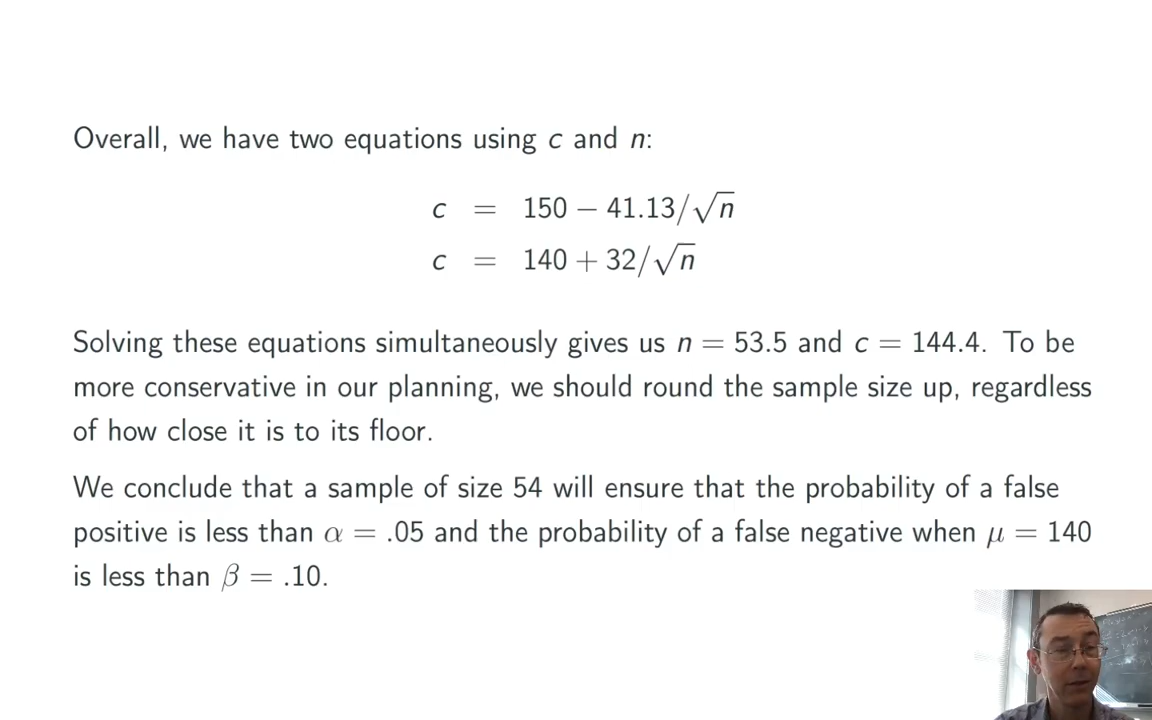 Overall, we have two equations using c and n:
c = 150 − 41.13/√n
c = 140 + 32/√n
Solving these equations simultaneously gives us n = 53.5 and c = 144.4. To be
more conservative in our planning, we should round the sample size up, regardless
of how close it is to its floor.
We conclude that a sample of size 54 will ensure that the probability of a false
positive is less than α = .05 and the probability of a false negative when μ = 140
is less than β = .10.